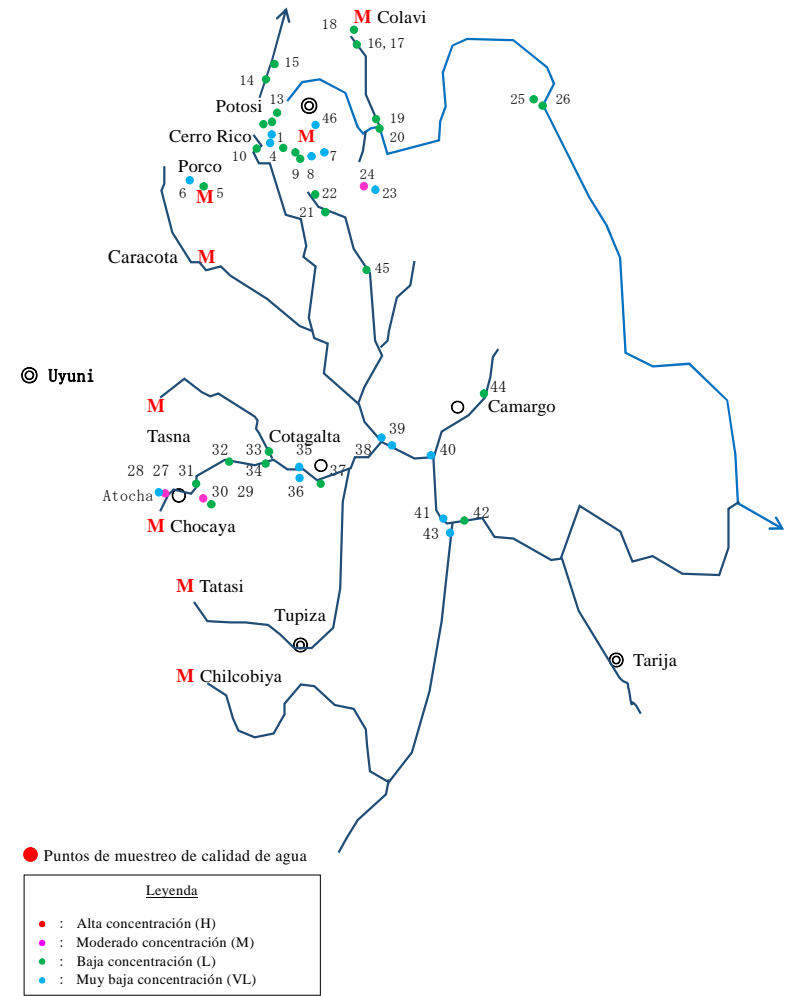 18
M Colavi
16, 17
15
14
13
Potosi
46
19
25
26
Cerro Rico
1
M
20
10
4
9
8
7
Porco
24
6
M
5
22
23
21
Caracota
M
45
Uyuni
44
M
Camargo
39
Tasna
Cotagalta
32
33
35
38
40
28
27
31
34
37
Atocha
30
29
36
M Chocaya
41
42
43
M Tatasi
Tupiza
Tarija
M Chilcobiya
Puntos de muestreo de calidad de agua
Leyenda
: Alta concentración (H)
: Moderado concentración (M)
: Baja concentración (L)
: Muy baja concentración (VL)